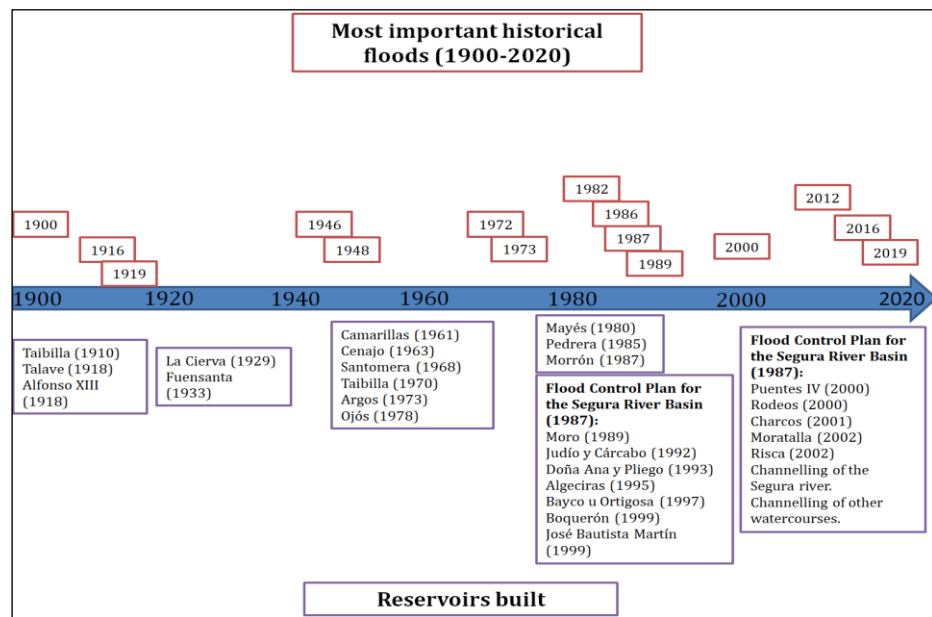 Most important historical
floods (1900-2020)
1900
1916
1919
1946
1948
1972
1973
1982
1986
1987
1989
2000
2012
2016
2019
1900
1920
1940
1960
1980
2000
2020
Taibilla (1910)
Talave (1918)
Alfonso XIII
(1918)
La Cierva (1929)
Fuensanta
(1933)
Camarillas (1961)
Cenajo (1963)
Santomera (1968)
Taibilla (1970)
Argos (1973)
Ojós (1978)
Mayés (1980)
Pedrera (1985)
Morrón (1987)
Flood Control Plan for
the Segura River Basin
(1987):
Moro (1989)
Judío y Cárcabo (1992)
Doña Ana y Pliego (1993)
Algeciras (1995)
Bayco u Ortigosa (1997)
Boquerón (1999)
José Bautista Martín
(1999)
Flood Control Plan for
the Segura River Basin
(1987):
Puentes IV (2000)
Rodeos (2000)
Charcos (2001)
Moratalla (2002)
Risca (2002)
Channelling of the
Segura river.
Channelling of other
watercourses.
Reservoirs built